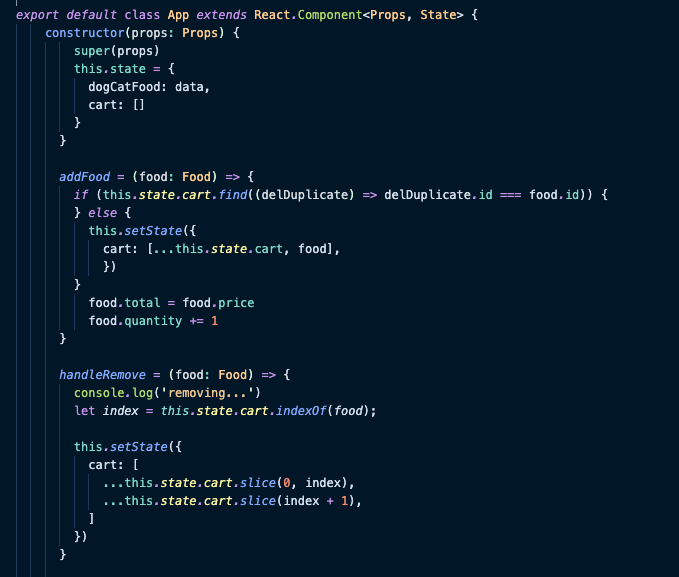 export default class App extends React.Component<Props, State> {
constructor(props: Props) {
super(props)
this.state = {
dogCatFood: data,
cart: []
}
}
addFood = (food: Food) => {
if (this.state.cart.find((delDuplicate) => delDuplicate.id === food.id)) {
} else {
this.setState({
cart: [...this.state.cart, food],
})
}
food.total = food.price
food.quantity += 1
}
handleRemove = (food: Food) => {
console.log('removing...')
let index = this.state.cart.indexOf(food);
this.setState({
cart: [
...this.state.cart.slice(0, index),
...this.state.cart.slice(index + 1),
]
})
}